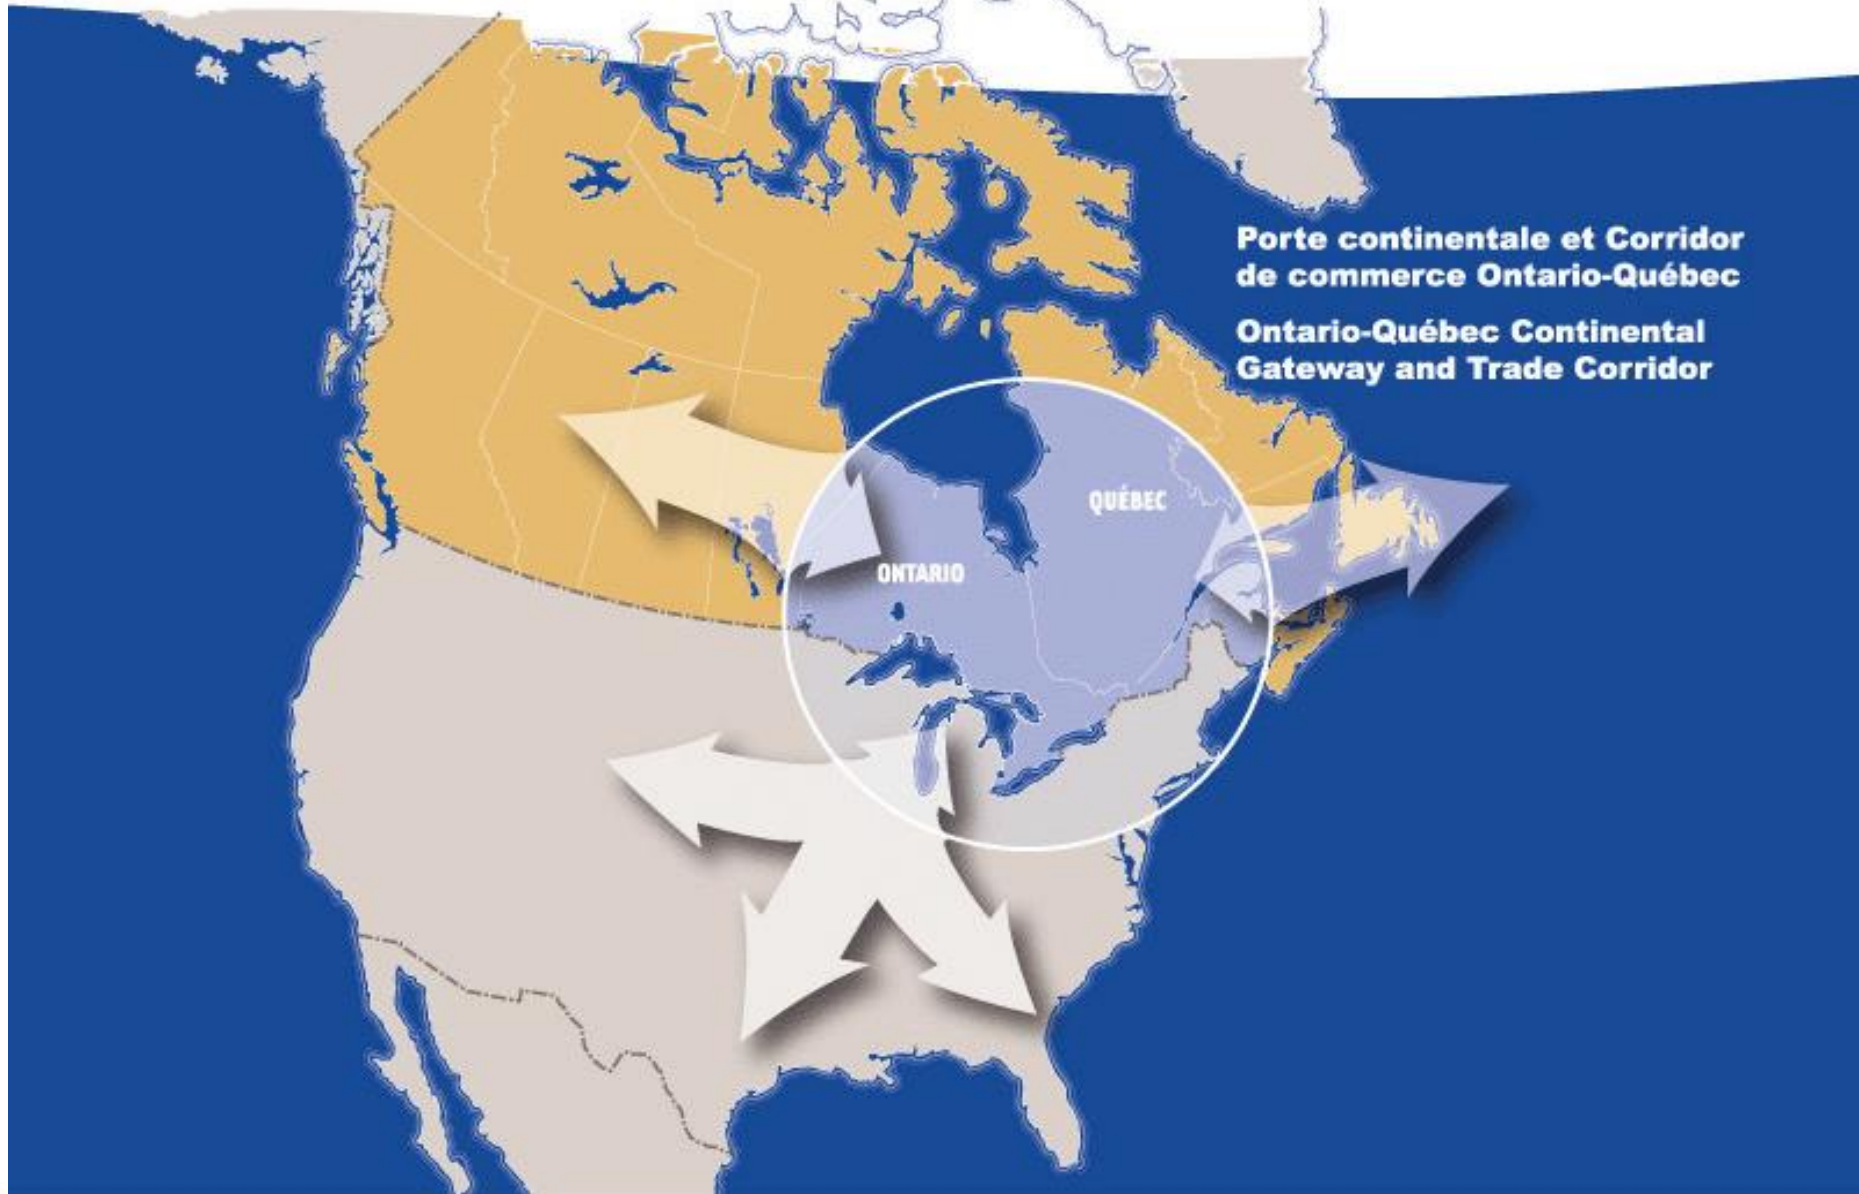 Porte continentale et Corridor
de commerce Ontario-Québec
Ontario-Québec Continental
Gateway and Trade Corridor
QUÉBEC
ONTARIO